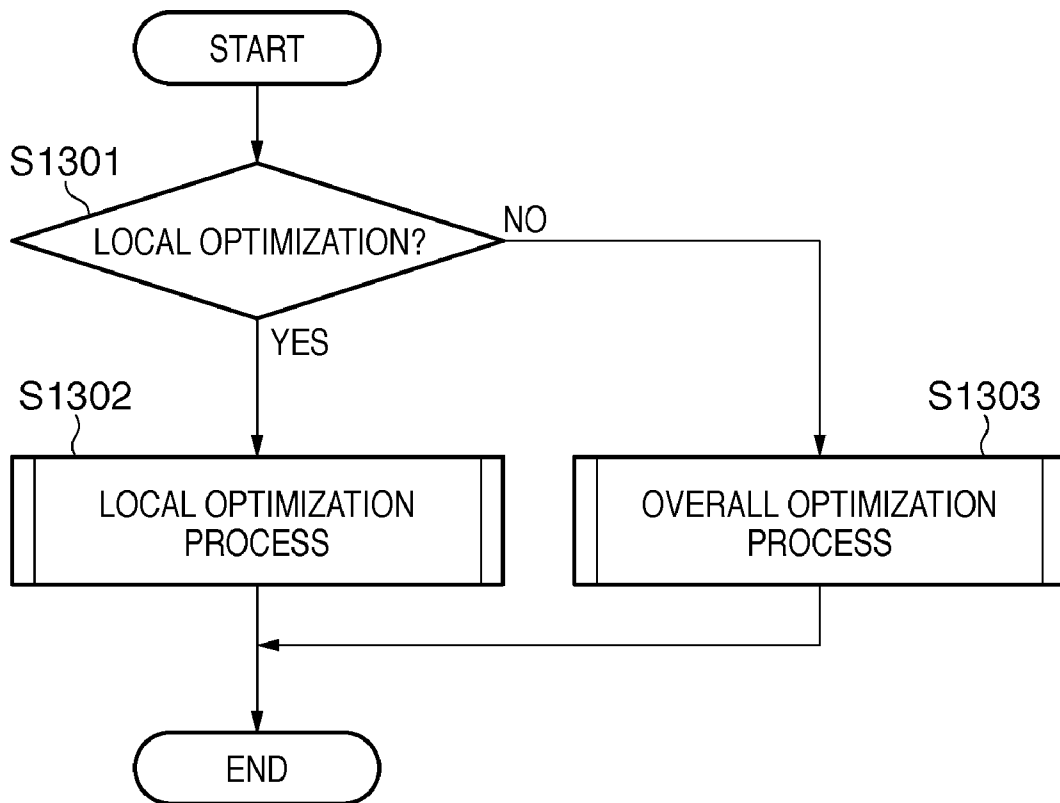 START
S1301
LOCAL OPTIMIZATION?
NO
YES
S1302
S1303
LOCAL OPTIMIZATION
PROCESS
OVERALL OPTIMIZATION
PROCESS
END